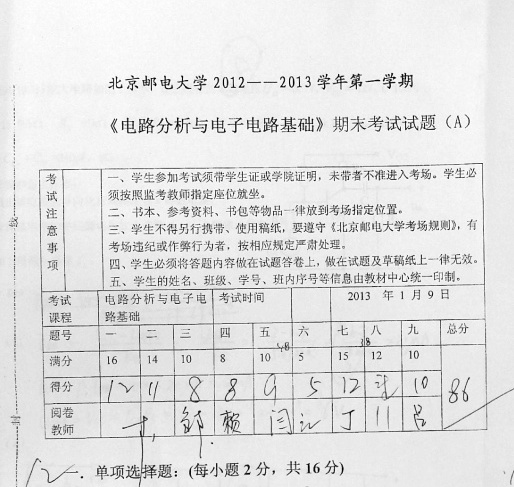 北京邮电大学 2012——2013 学年第一学期
《电路分析与电子电路基础》期末考试试题（A）
考试注意事项
一、学生参加考试须带学生证或学院证明，未带者不准进入考场。学生必
须按照监考教师指定座位就坐。
二、书本、参考资料、书包等物品一律放到考场指定位置。
三、学生不得另行携带、使用稿纸，要遵守《北京邮电大学考场规则》，有
考场违纪或作弊行为者，按相应规定严肃处理。
四、学生必须将答题内容做在试题答卷上，做在试题及草稿纸上一律无效。
五、学生的姓名、班级、学号、班内序号等信息由教材中心统一印制。
考试 电路分析与电子电 考试时间 2013 年 1 月 9 日
课程 路基础
题号 一 二 三 四 五 六 七 八 九 总分
48 38
满分 16 14 10 8 10 5 15 12 10
得分 12 11 8 8 9 5 12 10 86
阅卷 邹 赖 闫 丁 吕
教师
12
一. 单项选择题：(每小题 2 分，共 16 分)